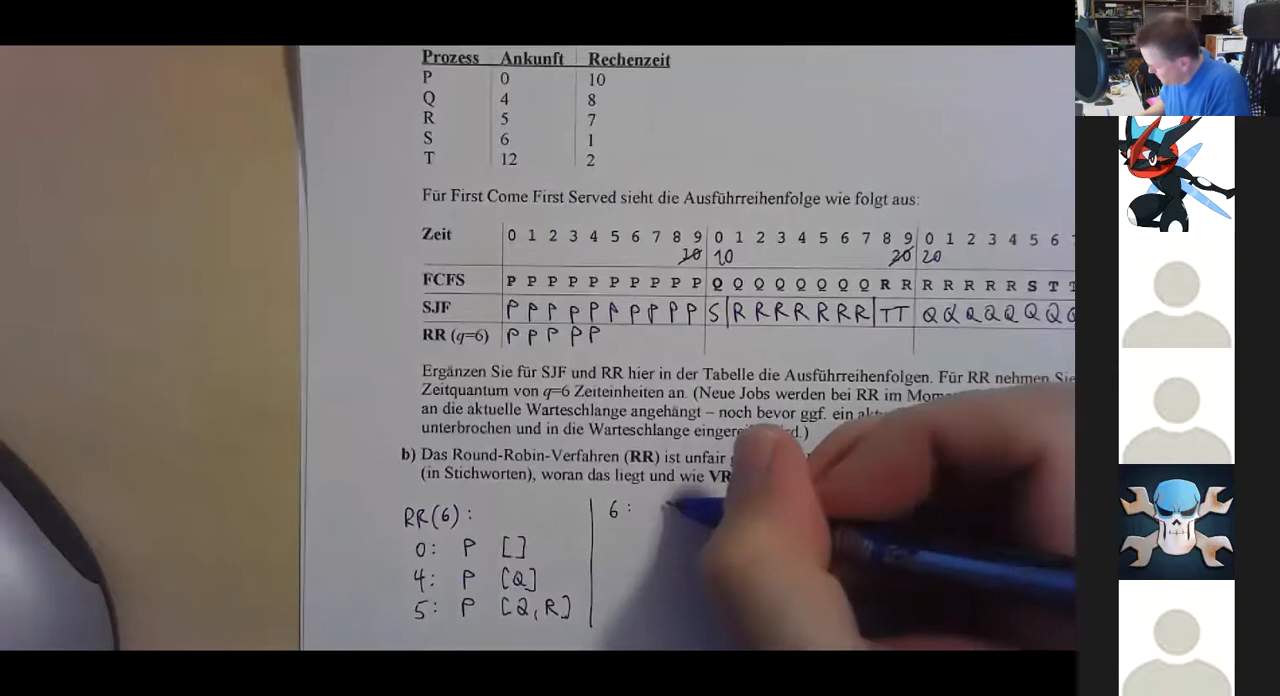 Prozess Ankunft Rechenzeit
P 0 10
Q 4 8
R 5 7
S 6 1
T 12 2
Für First Come First Served sieht die Ausführreihenfolge wie folgt aus:
Zeit 0 1 2 3 4 5 6 7 8 9 0 1 2 3 4 5 6 7 8 9 0 1 2 3 4 5 6
10 10 20 20
FCFS P P P P P P P P P P Q Q Q Q Q Q Q Q R R R R R R R S T
SJF P P P P P P P P P P S R R R R R R R T T Q Q Q Q Q Q Q
RR (q=6) P P P P P
Ergänzen Sie für SJF und RR hier in der Tabelle die Ausführreihenfolgen. Für RR nehmen Sie
Zeitquantum von q=6 Zeiteinheiten an. (Neue Jobs werden bei RR im
an die aktuelle Warteschlange angehängt – noch bevor ggf. ein
unterbrochen und in die Warteschlange
b) Das Round-Robin-Verfahren (RR) ist unfair
(in Stichworten), woran das liegt und wie
RR(6):
0: P []
4: P [Q]
5: P [Q, R]
6: